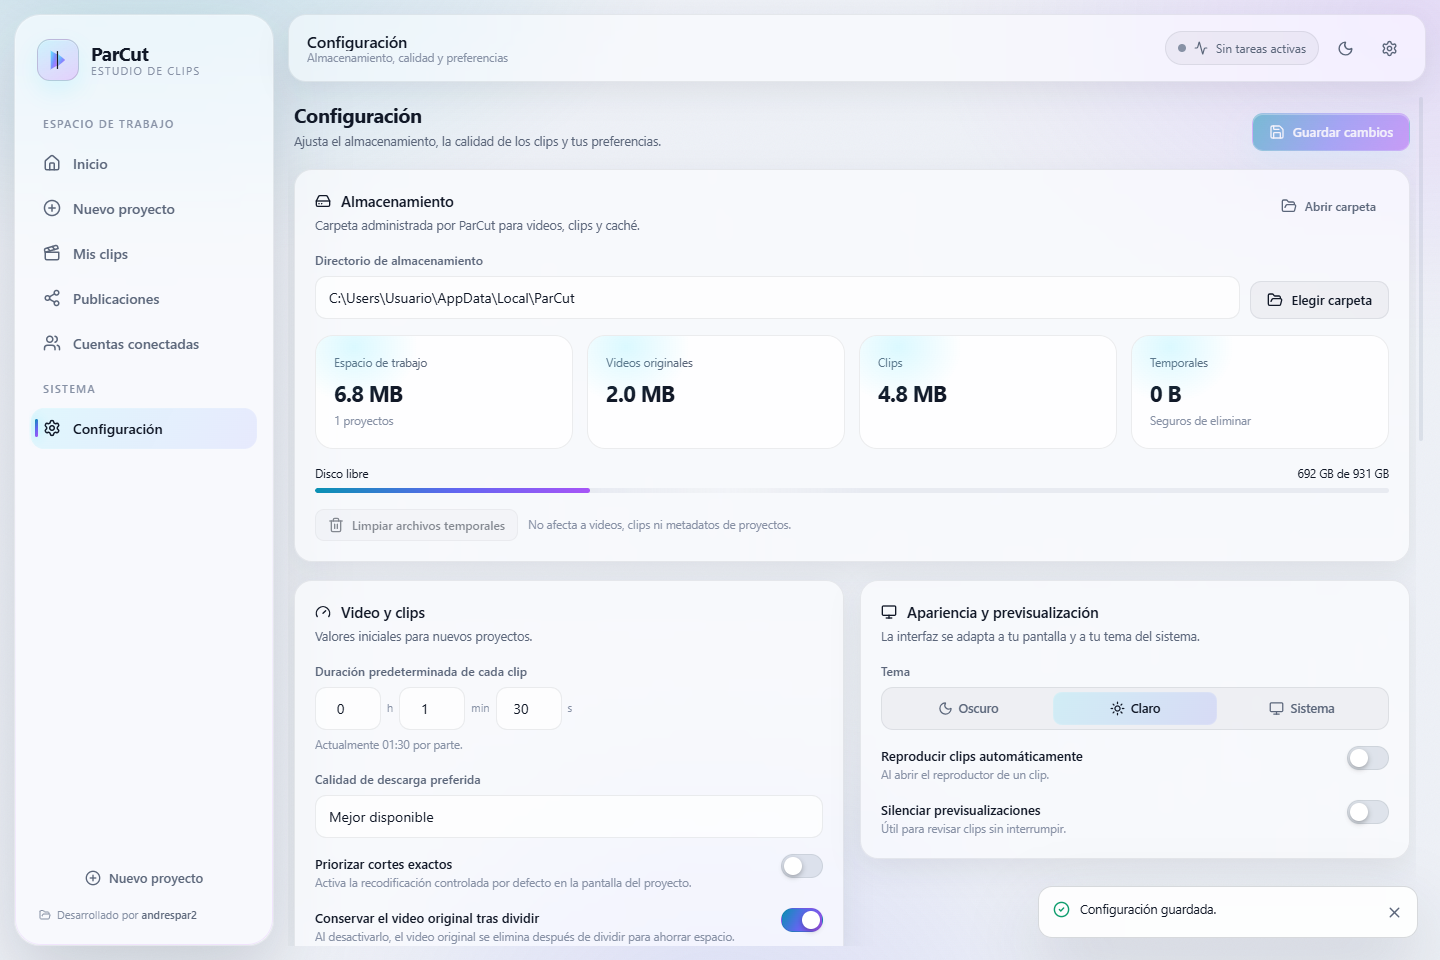 ParCut
ESTUDIO DE CLIPS
ESPACIO DE TRABAJO
Inicio
Nuevo proyecto
Mis clips
Publicaciones
Cuentas conectadas
SISTEMA
Configuración
Nuevo proyecto
Desarrollado por andrespar2
Configuración
Almacenamiento, calidad y preferencias
Sin tareas activas
Configuración
Ajusta el almacenamiento, la calidad de los clips y tus preferencias.
Guardar cambios
Almacenamiento
Carpeta administrada por ParCut para videos, clips y caché.
Abrir carpeta
Directorio de almacenamiento
C:\Users\Usuario\AppData\Local\ParCut
Elegir carpeta
Espacio de trabajo
6.8 MB
1 proyectos
Videos originales
2.0 MB
Clips
4.8 MB
Temporales
0 B
Seguros de eliminar
Disco libre
692 GB de 931 GB
Limpiar archivos temporales
No afecta a videos, clips ni metadatos de proyectos.
Video y clips
Valores iniciales para nuevos proyectos.
Duración predeterminada de cada clip
0 h 1 min 30 s
Actualmente 01:30 por parte.
Calidad de descarga preferida
Mejor disponible
Priorizar cortes exactos
Activa la recodificación controlada por defecto en la pantalla del proyecto.
Conservar el video original tras dividir
Al desactivarlo, el video original se elimina después de dividir para ahorrar espacio.
Apariencia y previsualización
La interfaz se adapta a tu pantalla y a tu tema del sistema.
Tema
Oscuro
Claro
Sistema
Reproducir clips automáticamente
Al abrir el reproductor de un clip.
Silenciar previsualizaciones
Útil para revisar clips sin interrumpir.
Configuración guardada.